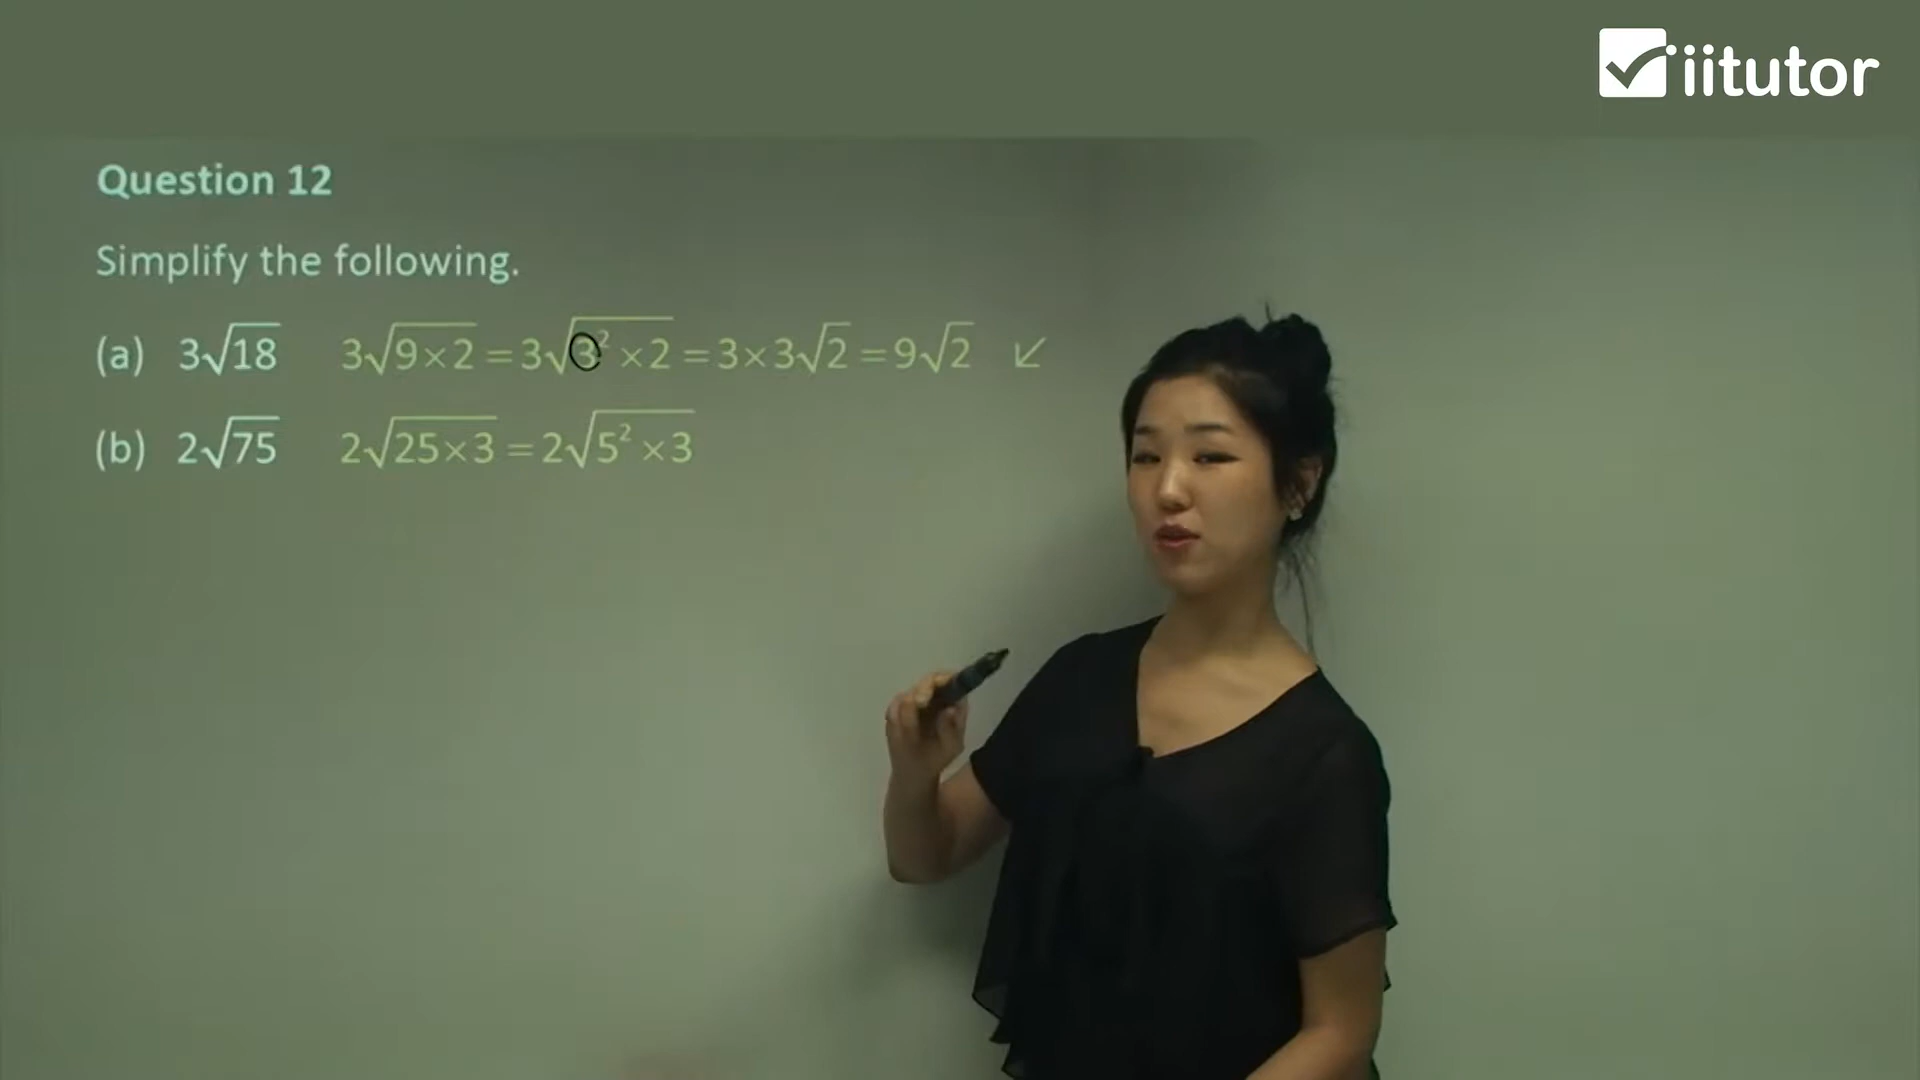 iitutor
Question 12
Simplify the following.
(a) 3√18 3√9×2 = 3√3² ×2 = 3×3√2 = 9√2 ↙
(b) 2√75 2√25×3 = 2√5² ×3